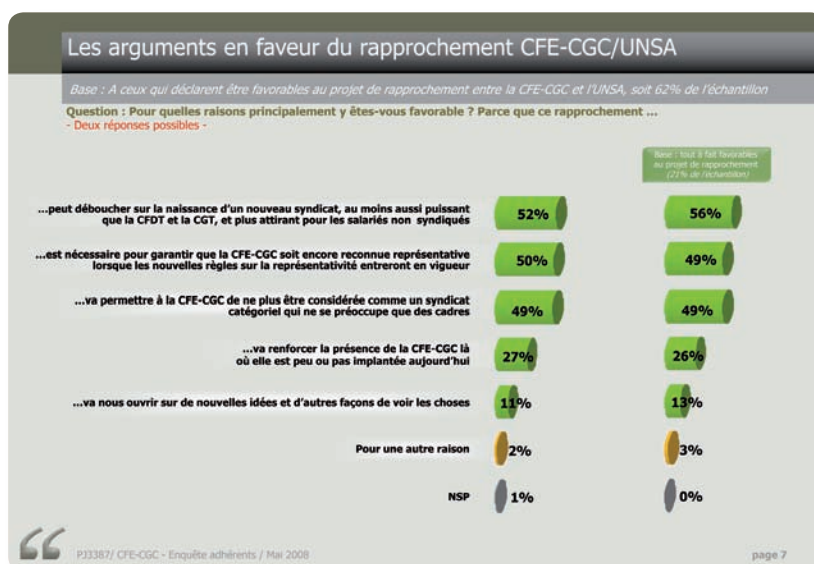 Les arguments en faveur du rapprochement CFE-CGC/UNSA
Base : A ceux qui déclarent être favorables au projet de rapprochement entre la CFE-CGC et l'UNSA, soit 62% de l'échantillon
Question : Pour quelles raisons principalement y êtes-vous favorable ? Parce que ce rapprochement ...
- Deux réponses possibles -
Base : tout à fait favorables
au projet de rapprochement
(21% de l'échantillon)
...peut déboucher sur la naissance d'un nouveau syndicat, au moins aussi puissant
que la CFDT et la CGT, et plus attirant pour les salariés non syndiqués
52%
56%
...est nécessaire pour garantir que la CFE-CGC soit encore reconnue représentative
lorsque les nouvelles règles sur la représentativité entreront en vigueur
50%
49%
...va permettre à la CFE-CGC de ne plus être considérée comme un syndicat
catégoriel qui ne se préoccupe que des cadres
49%
49%
...va renforcer la présence de la CFE-CGC là
où elle est peu ou pas implantée aujourd'hui
27%
26%
...va nous ouvrir sur de nouvelles idées et d'autres façons de voir les choses
11%
13%
Pour une autre raison
2%
3%
NSP
1%
0%
PJ3387/ CFE-CGC - Enquête adhérents / Mai 2008
page 7